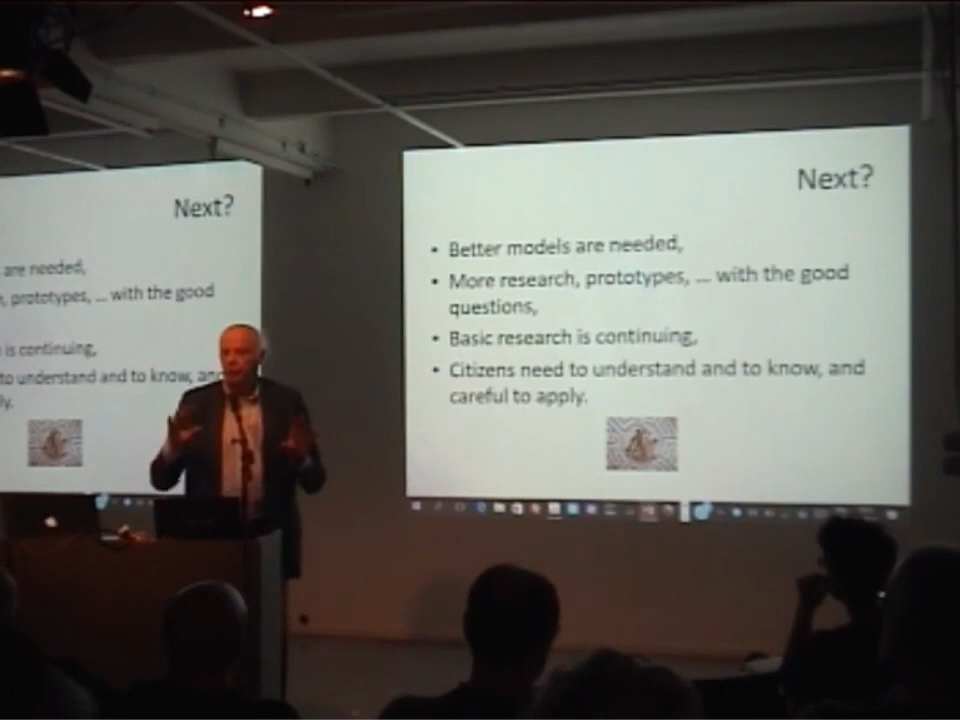 Next?
are needed,
prototypes, ... with the good
is continuing,
to understand and to know, and
ly.
Next?
• Better models are needed,
• More research, prototypes, ... with the good
questions,
• Basic research is continuing,
• Citizens need to understand and to know, and
careful to apply.